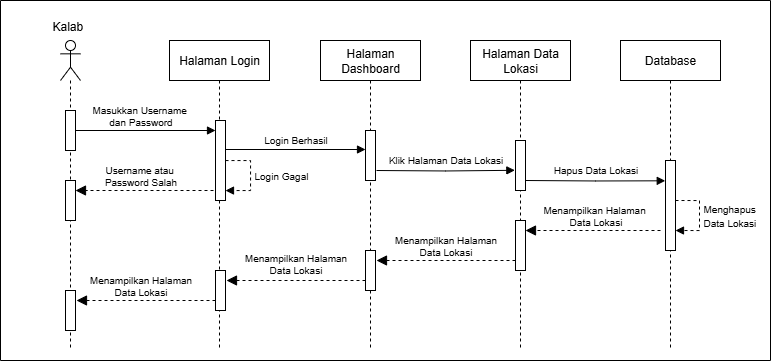 Kalab
Halaman Login
Halaman
Dashboard
Halaman Data
Lokasi
Database
Masukkan Username
dan Password
Login Berhasil
Klik Halaman Data Lokasi
Hapus Data Lokasi
Username atau
Password Salah
Login Gagal
Menghapus
Data Lokasi
Menampilkan Halaman
Data Lokasi
Menampilkan Halaman
Data Lokasi
Menampilkan Halaman
Data Lokasi
Menampilkan Halaman
Data Lokasi